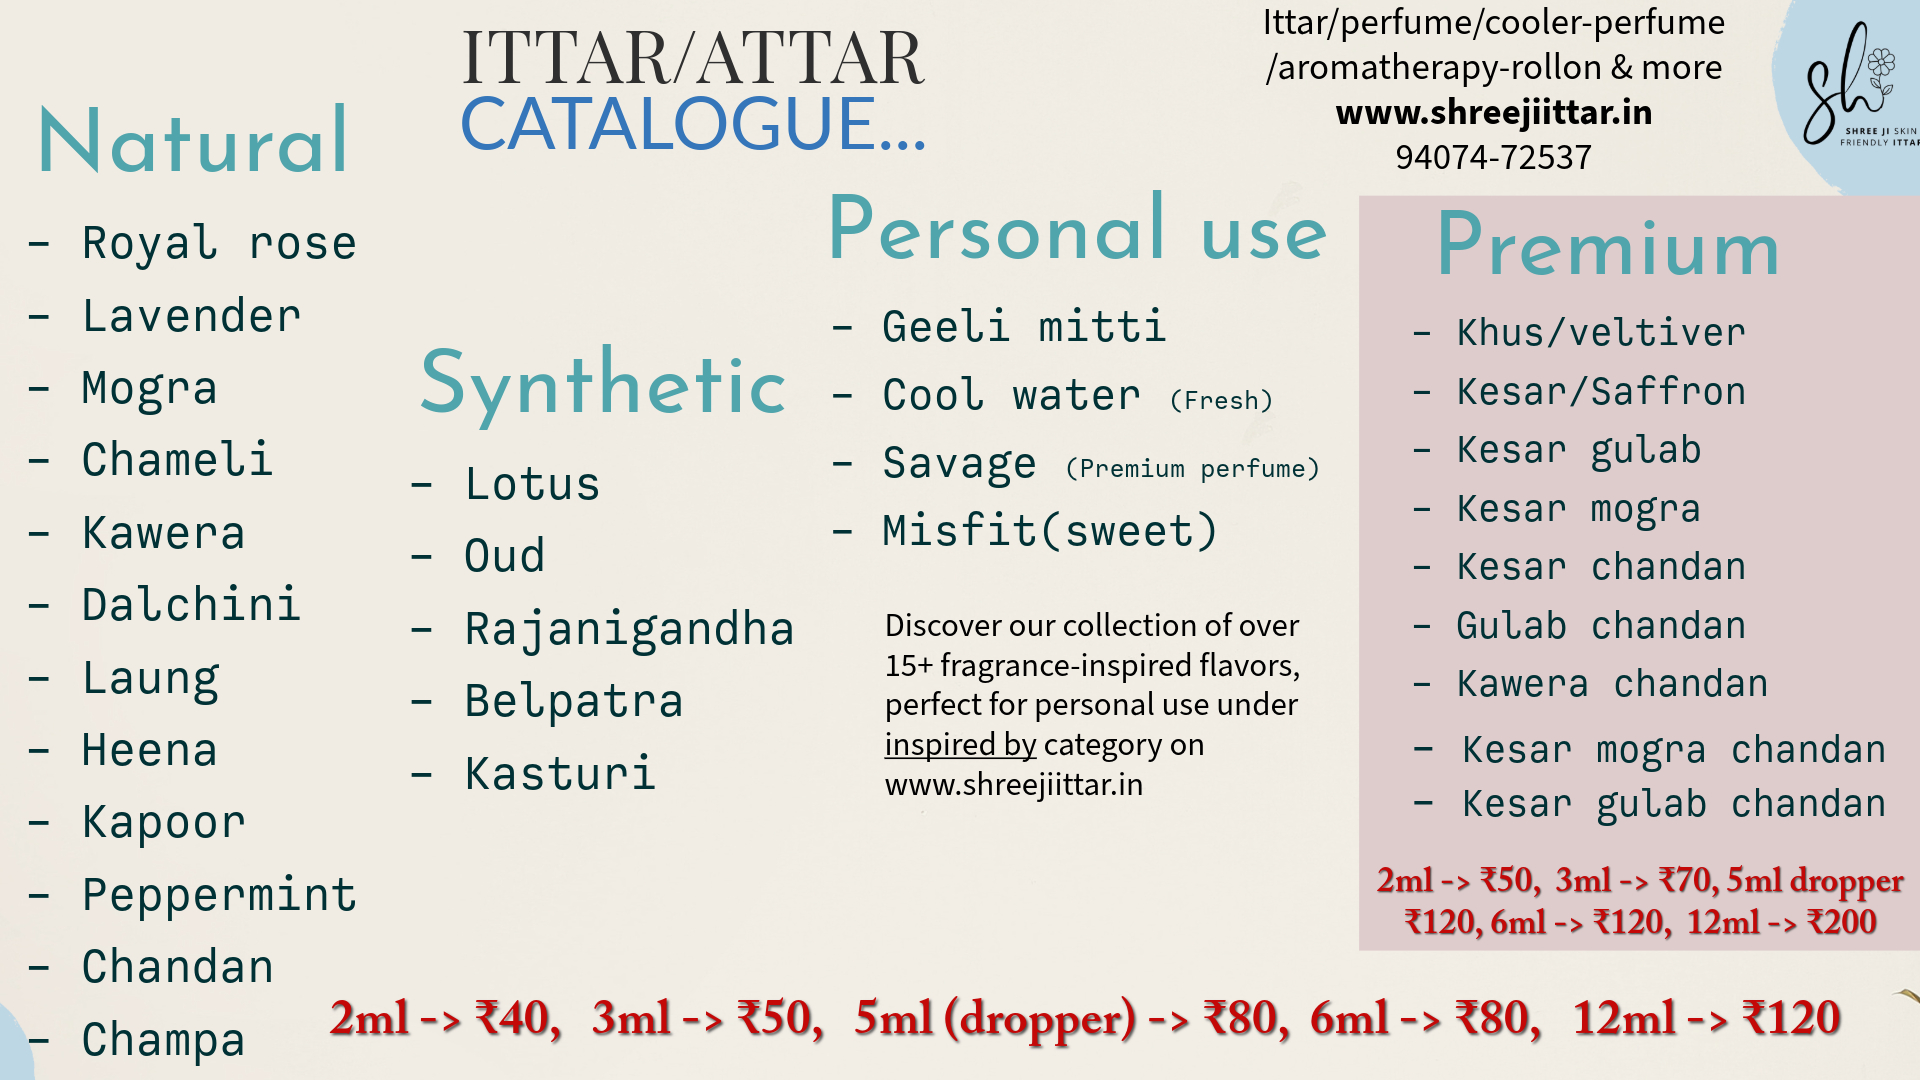 ITTAR/ATTAR
CATALOGUE...
Ittar/perfume/cooler-perfume
/aromatherapy-rollon & more
www.shreejiittar.in
94074-72537
sh
SHREE JI SKIN
FRIENDLY ITTAR
Natural
- Royal rose
- Lavender
- Mogra
- Chameli
- Kawera
- Dalchini
- Laung
- Heena
- Kapoor
- Peppermint
- Chandan
- Champa
Synthetic
- Lotus
- Oud
- Rajanigandha
- Belpatra
- Kasturi
Personal use
- Geeli mitti
- Cool water (Fresh)
- Savage (Premium perfume)
- Misfit(sweet)
Discover our collection of over
15+ fragrance-inspired flavors,
perfect for personal use under
inspired by category on
www.shreejiittar.in
Premium
- Khus/veltiver
- Kesar/Saffron
- Kesar gulab
- Kesar mogra
- Kesar chandan
- Gulab chandan
- Kawera chandan
- Kesar mogra chandan
- Kesar gulab chandan
2ml -> ₹50, 3ml -> ₹70, 5ml dropper
₹120, 6ml -> ₹120, 12ml -> ₹200
2ml -> ₹40, 3ml -> ₹50, 5ml (dropper) -> ₹80, 6ml -> ₹80, 12ml -> ₹120